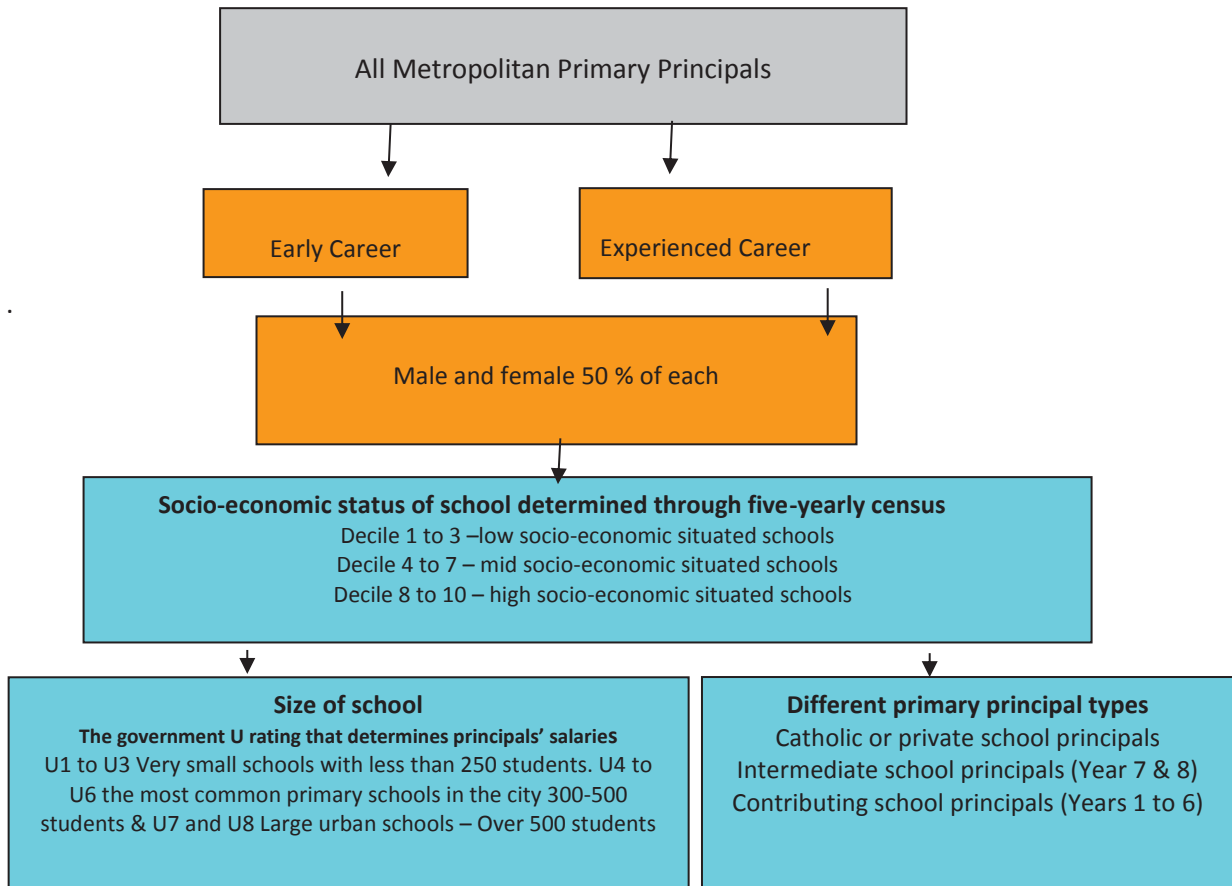 All Metropolitan Primary Principals
Early Career
Experienced Career
.
Male and female 50 % of each
Socio-economic status of school determined through five-yearly census
Decile 1 to 3 –low socio-economic situated schools
Decile 4 to 7 – mid socio-economic situated schools
Decile 8 to 10 – high socio-economic situated schools
Size of school
The government U rating that determines principals’ salaries
U1 to U3 Very small schools with less than 250 students. U4 to
U6 the most common primary schools in the city 300-500
students & U7 and U8 Large urban schools – Over 500 students
Different primary principal types
Catholic or private school principals
Intermediate school principals (Year 7 & 8)
Contributing school principals (Years 1 to 6)